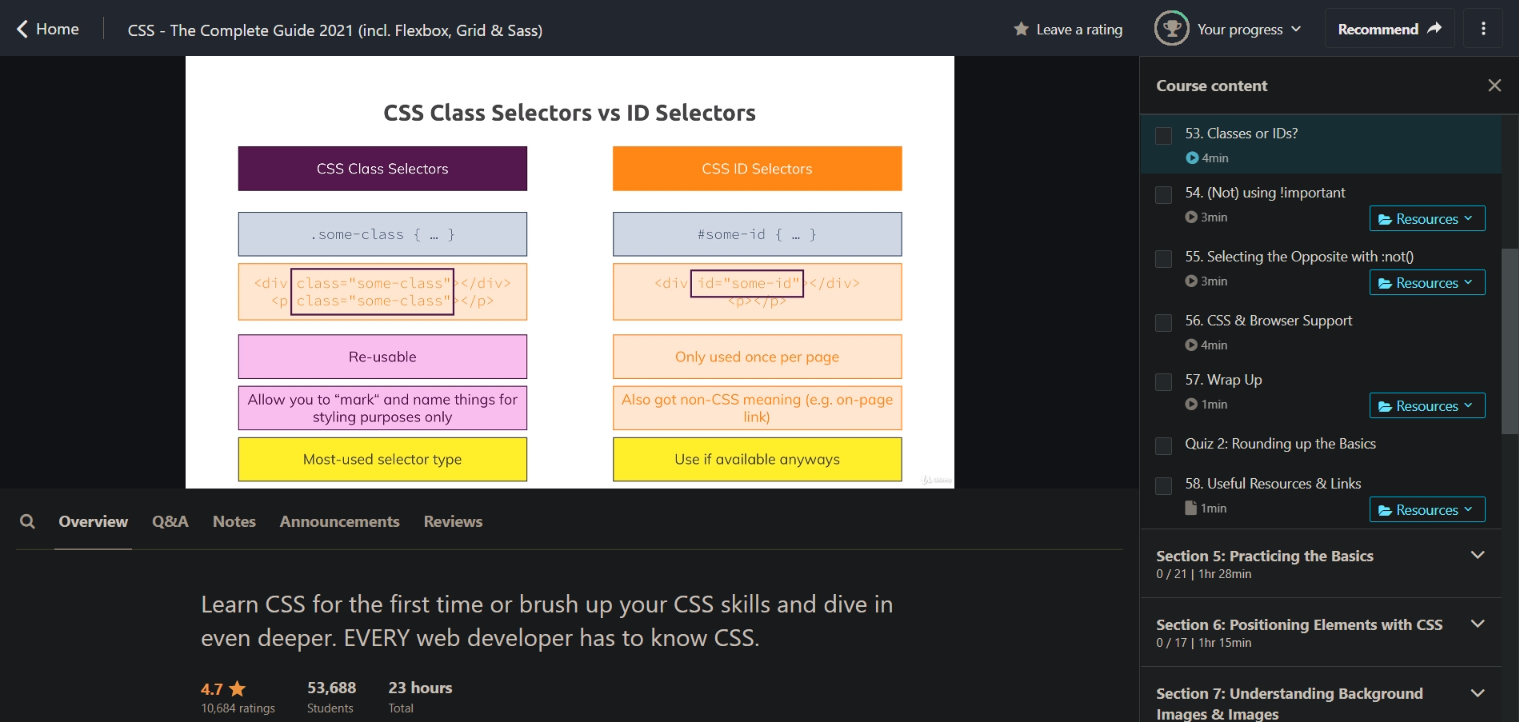 Home
CSS - The Complete Guide 2021 (incl. Flexbox, Grid & Sass)
Leave a rating
Your progress
Recommend
CSS Class Selectors vs ID Selectors
CSS Class Selectors
CSS ID Selectors
.some-class { … }
#some-id { … }
<div class="some-class"></div>
<p class="some-class"></p>
<div id="some-id"></div>
<p></p>
Re-usable
Only used once per page
Allow you to “mark“ and name things for
styling purposes only
Also got non-CSS meaning (e.g. on-page
link)
Most-used selector type
Use if available anyways
Course content
53. Classes or IDs?
4min
54. (Not) using !important
3min
Resources
55. Selecting the Opposite with :not()
3min
Resources
56. CSS & Browser Support
4min
57. Wrap Up
1min
Resources
Quiz 2: Rounding up the Basics
58. Useful Resources & Links
1min
Resources
Section 5: Practicing the Basics
0 / 21 | 1hr 28min
Section 6: Positioning Elements with CSS
0 / 17 | 1hr 15min
Section 7: Understanding Background
Images & Images
Overview
Q&A
Notes
Announcements
Reviews
Learn CSS for the first time or brush up your CSS skills and dive in
even deeper. EVERY web developer has to know CSS.
4.7
10,684 ratings
53,688
Students
23 hours
Total